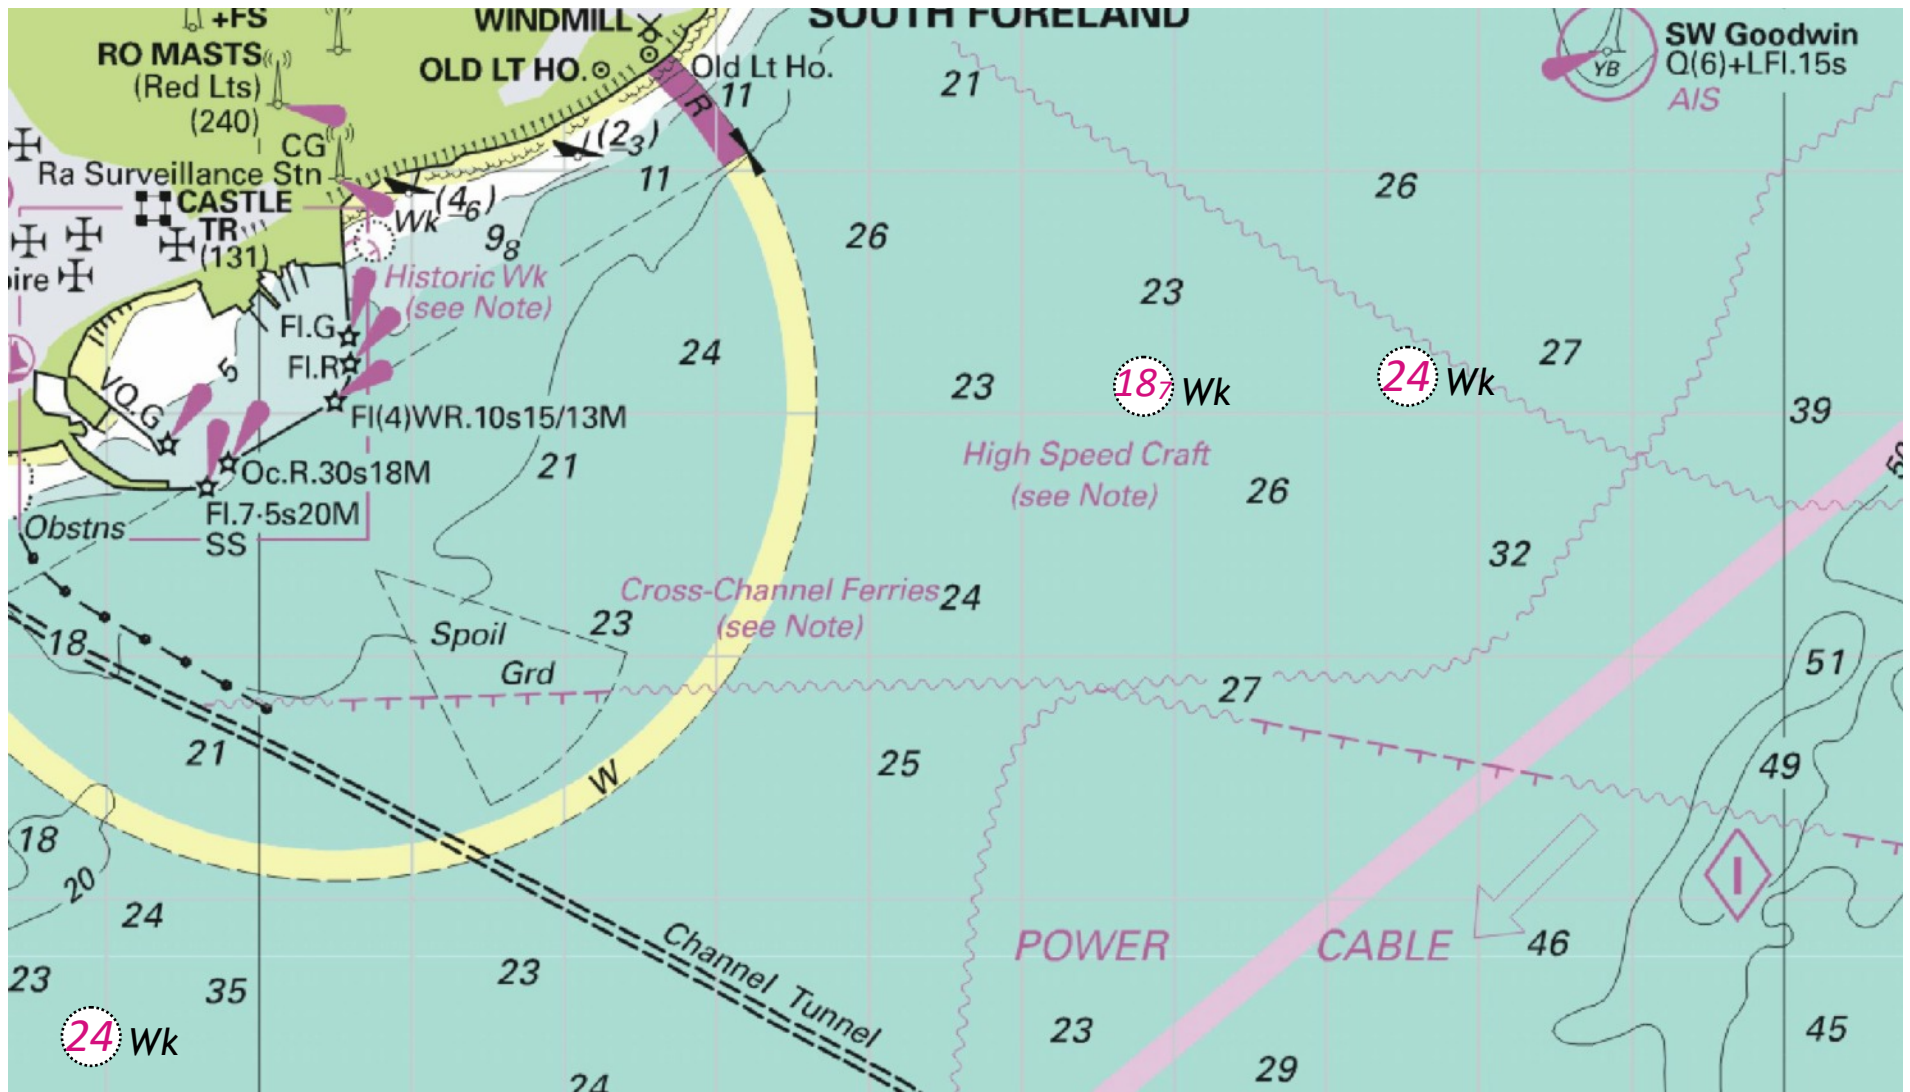 +FS
WINDMILL
SOUTH FORELAND
RO MASTS
(Red Lts)
(240)
OLD LT HO.
Old Lt Ho.
11
R
21
SW Goodwin
Q(6)+LFl.15s
AIS
YB
CG
Ra Surveillance Stn
CASTLE
TR
(131)
(2₃)
11
(4₆)
Wk
9₈
26
26
Historic Wk
(see Note)
23
Fl.G
Fl.R
5
VQ.G
24
23
18₇ Wk
24 Wk
27
39
Fl(4)WR.10s15/13M
Oc.R.30s18M
Fl.7·5s20M
SS
Obstns
21
High Speed Craft
(see Note)
26
50
32
Cross-Channel Ferries
(see Note)
24
23
Spoil
Grd
18
51
27
21
W
25
49
18
20
24
I
POWER CABLE
46
Channel Tunnel
23
35
23
24 Wk
23
29
45
24